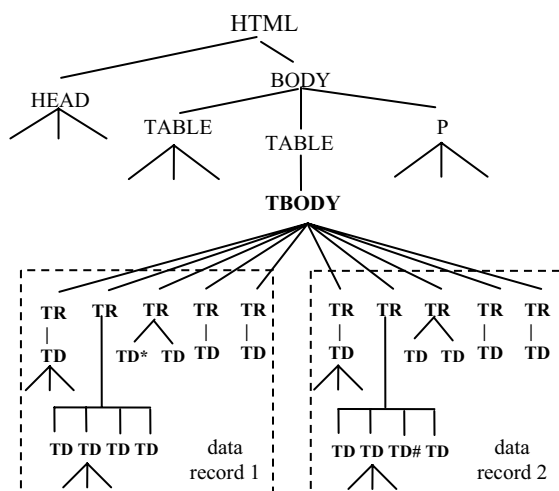 HTML
HEAD BODY
TABLE TABLE P
TBODY
TR TR TR TR TR TR TR TR TR TR
| | | | | |
TD TD* TD TD TD TD TD TD TD TD
TD TD TD TD TD TD TD# TD
data data
record 1 record 2